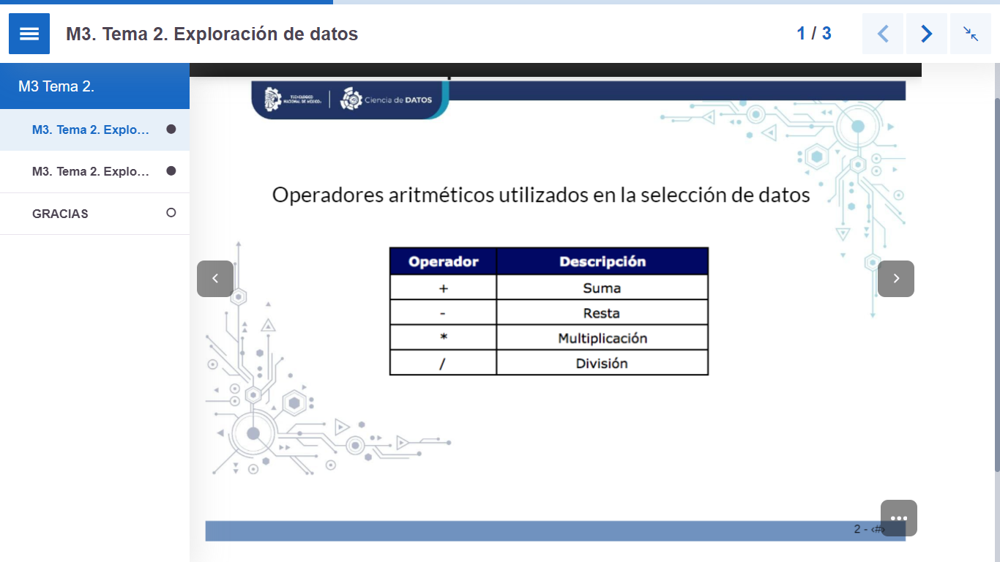 M3. Tema 2. Exploración de datos
1 / 3
M3 Tema 2.
M3. Tema 2. Explo...
M3. Tema 2. Explo...
GRACIAS
TECNOLÓGICO
NACIONAL DE MÉXICO®
Ciencia de DATOS
Operadores aritméticos utilizados en la selección de datos
Operador Descripción
+ Suma
- Resta
* Multiplicación
/ División
2 - ‹#›